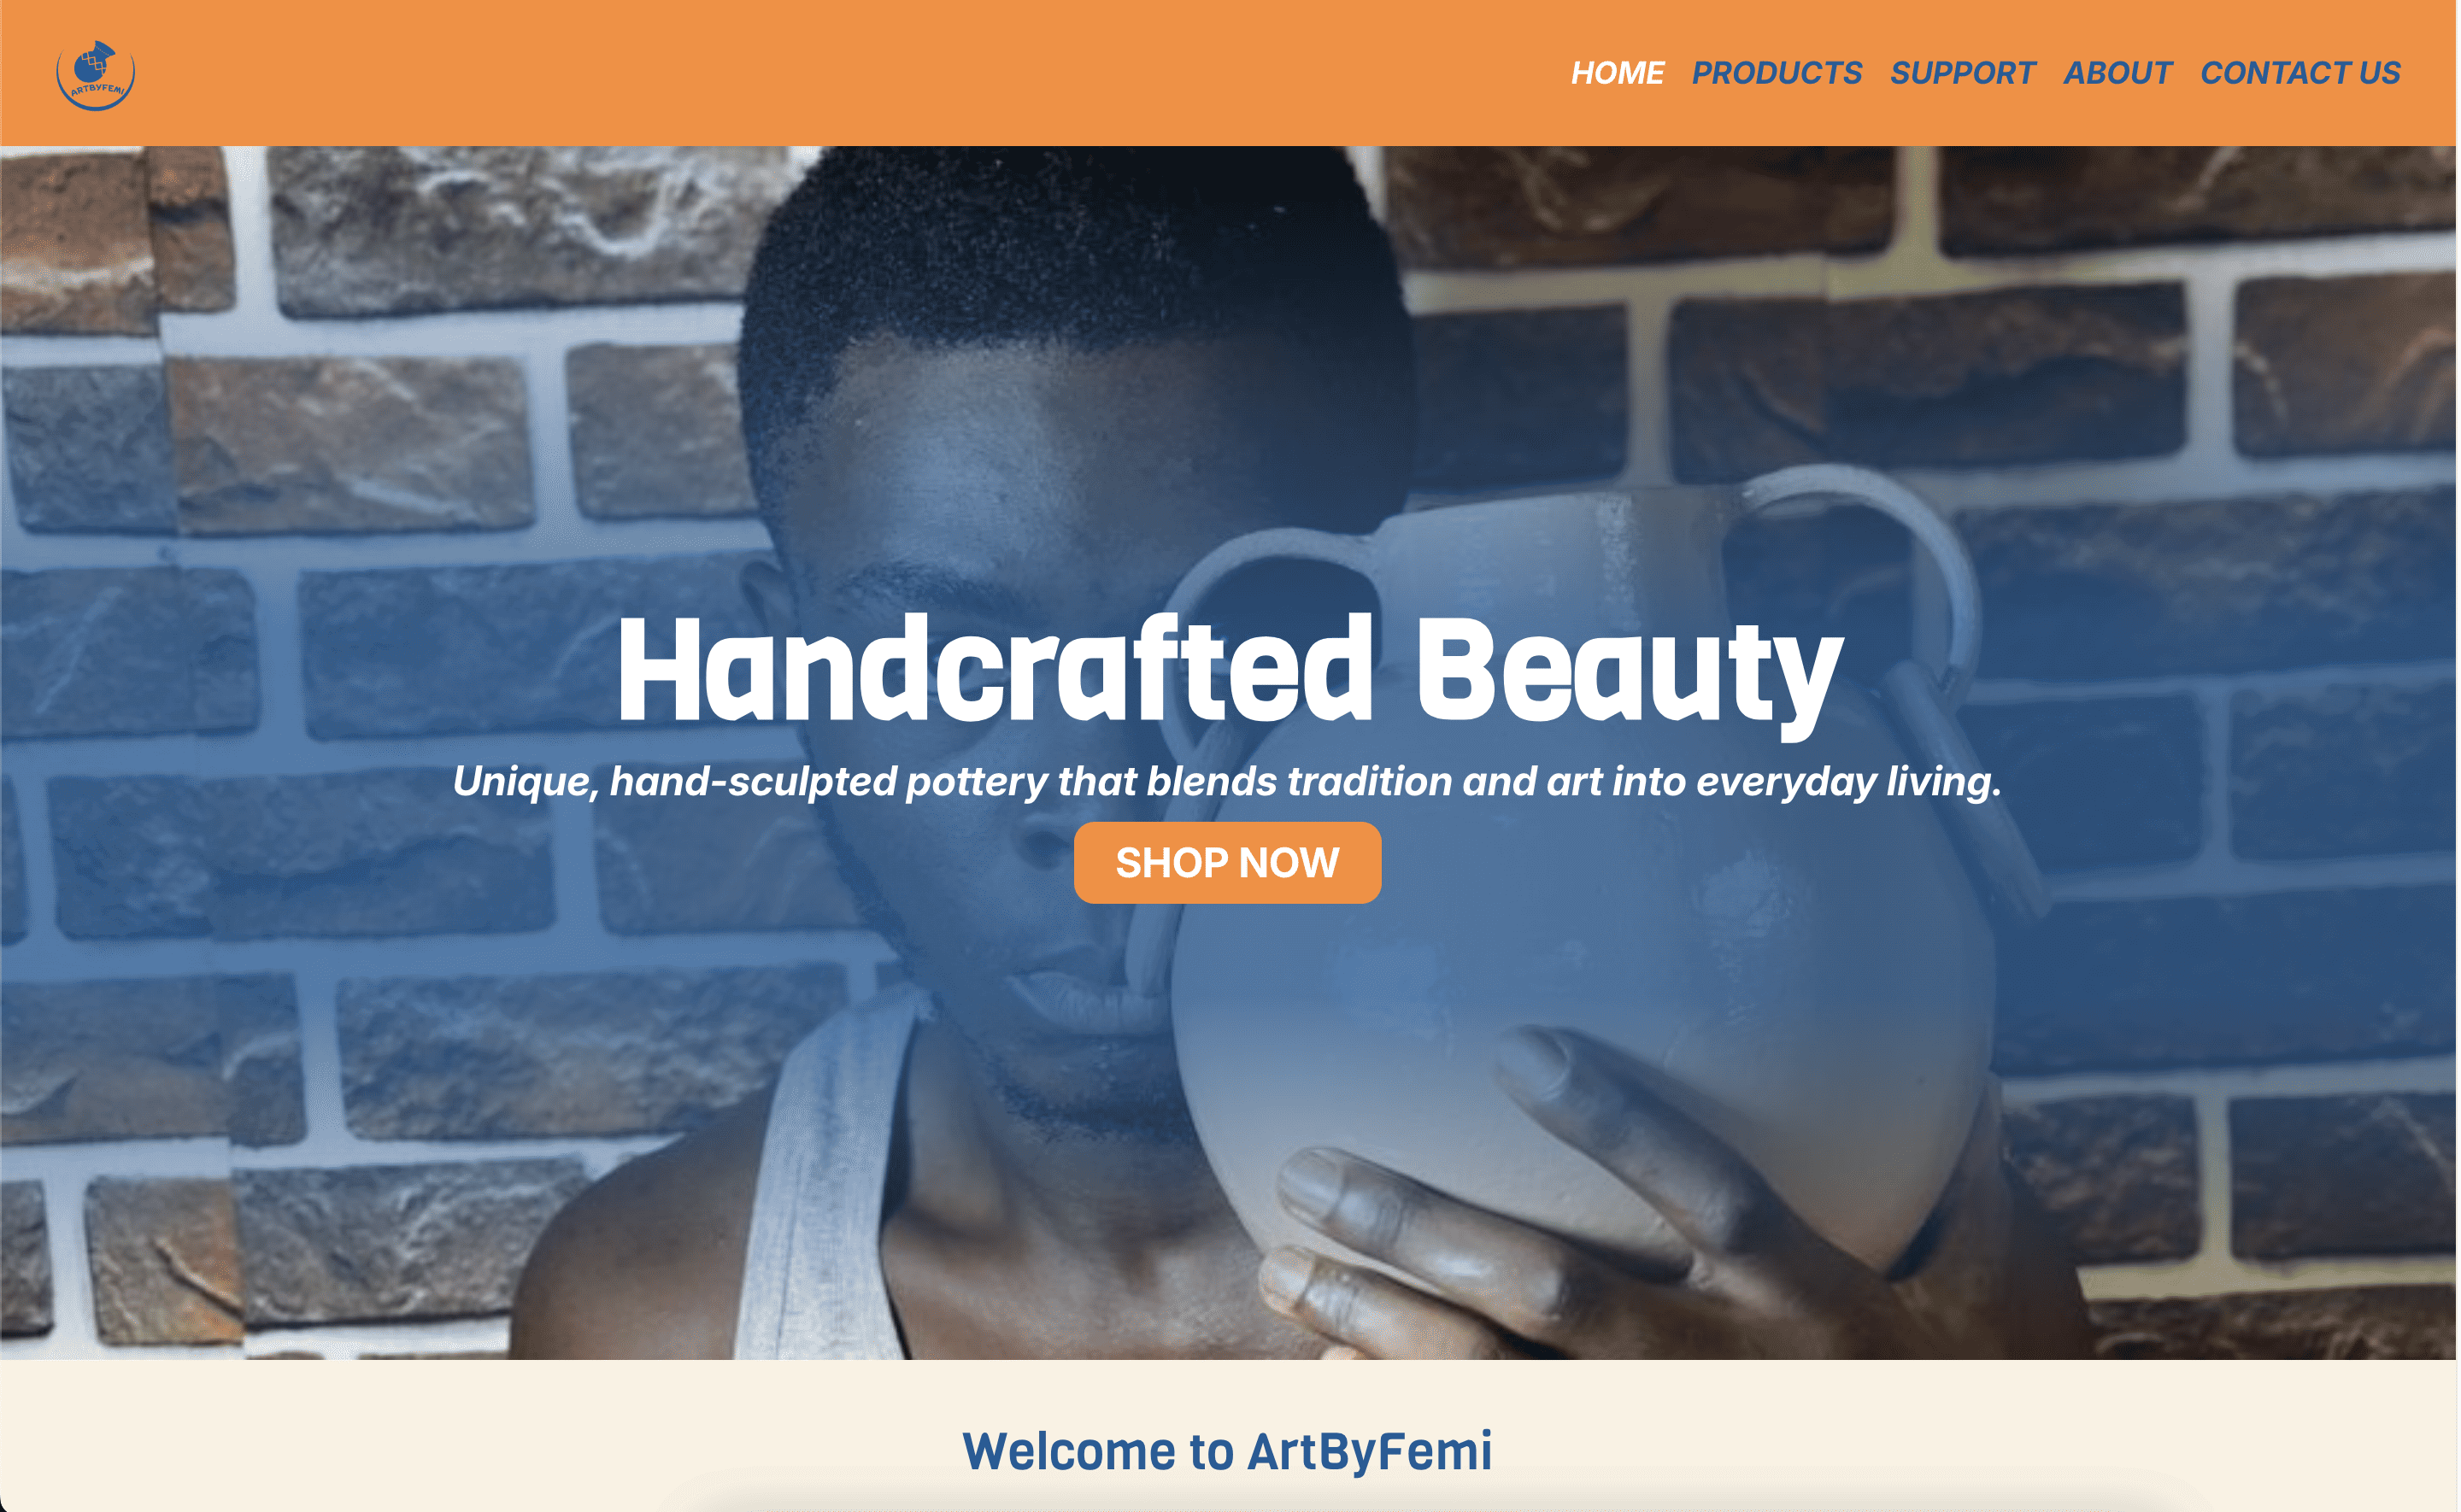 ARTBYFEMI
HOME PRODUCTS SUPPORT ABOUT CONTACT US
Handcrafted Beauty
Unique, hand-sculpted pottery that blends tradition and art into everyday living.
SHOP NOW
Welcome to ArtByFemi